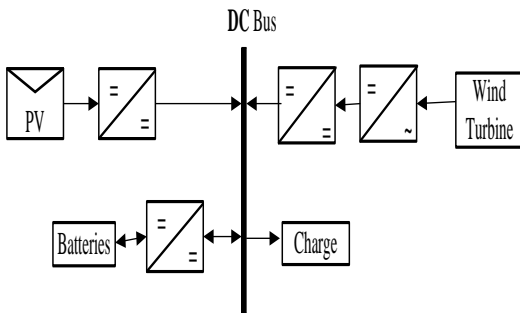 DC Bus
PV
=
=
=
=
=
~
Wind
Turbine
Batteries
=
=
Charge